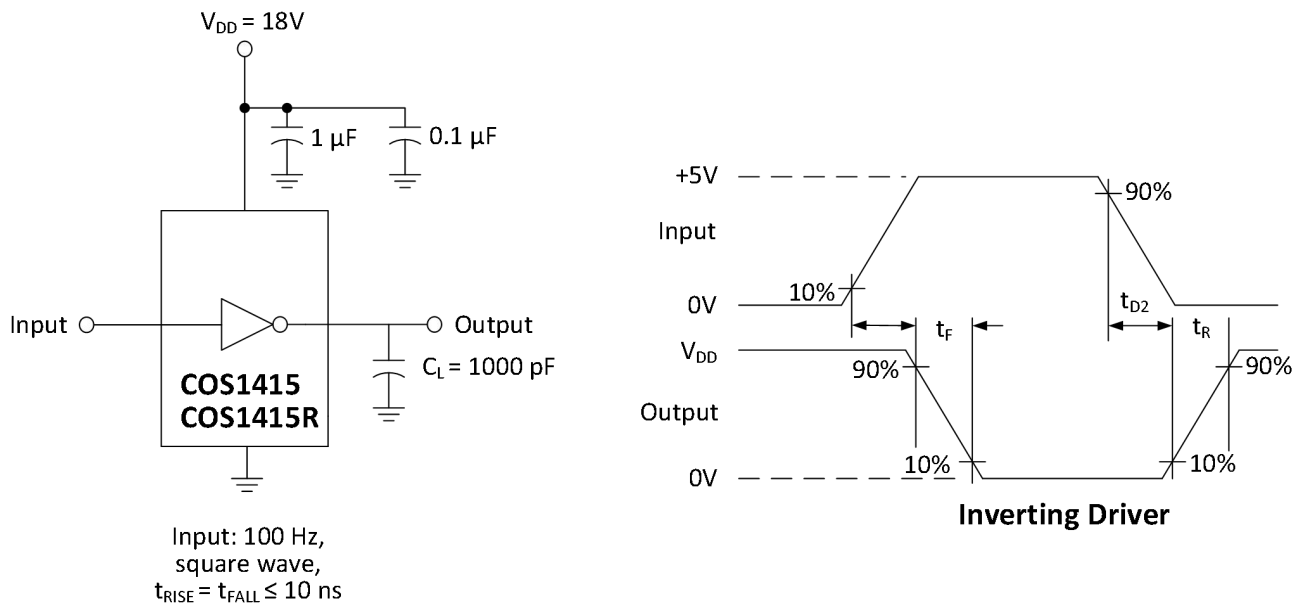 V_DD = 18V
1 µF
0.1 µF
Input
Output
C_L = 1000 pF
COS1415
COS1415R
Input: 100 Hz,
square wave,
t_RISE = t_FALL ≤ 10 ns
+5V
90%
Input
10%
0V
t_D2
t_F
t_R
V_DD
90%
90%
Output
10%
10%
0V
Inverting Driver